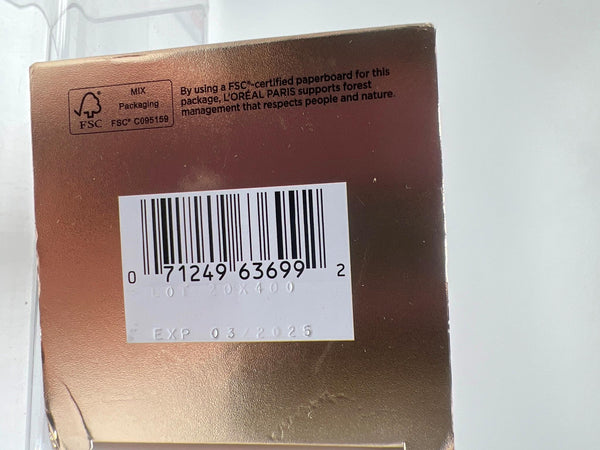 MIX
Packaging
FSC® C095159
FSC
By using a FSC®-certified paperboard for this
package, L'ORÉAL PARIS supports forest
management that respects people and nature.
0 71249 63699 2
LOT 20X400
EXP 03/2025